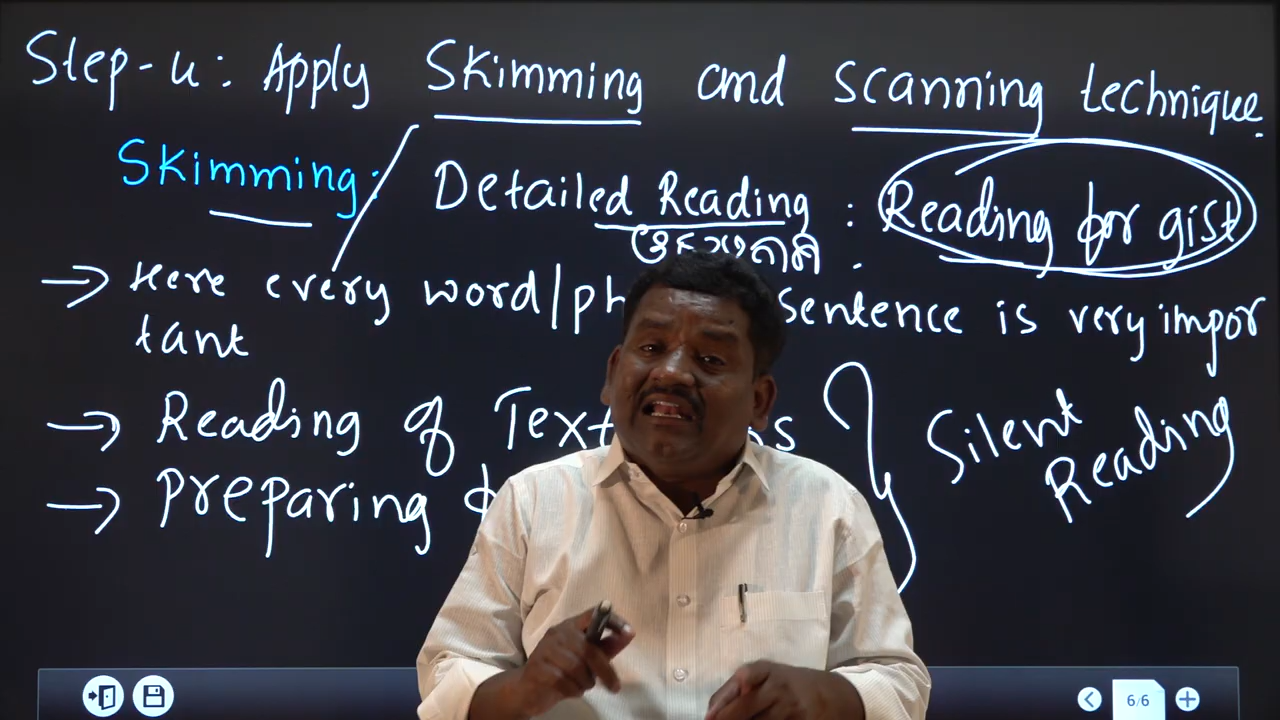 Step-4: Apply Skimming and scanning technique.
Skimming: Detailed Reading : Reading for gist
→ Here every word/ph sentence is very impor
tant
→ Reading of Text
→ Preparing
Silent
Reading
6/6